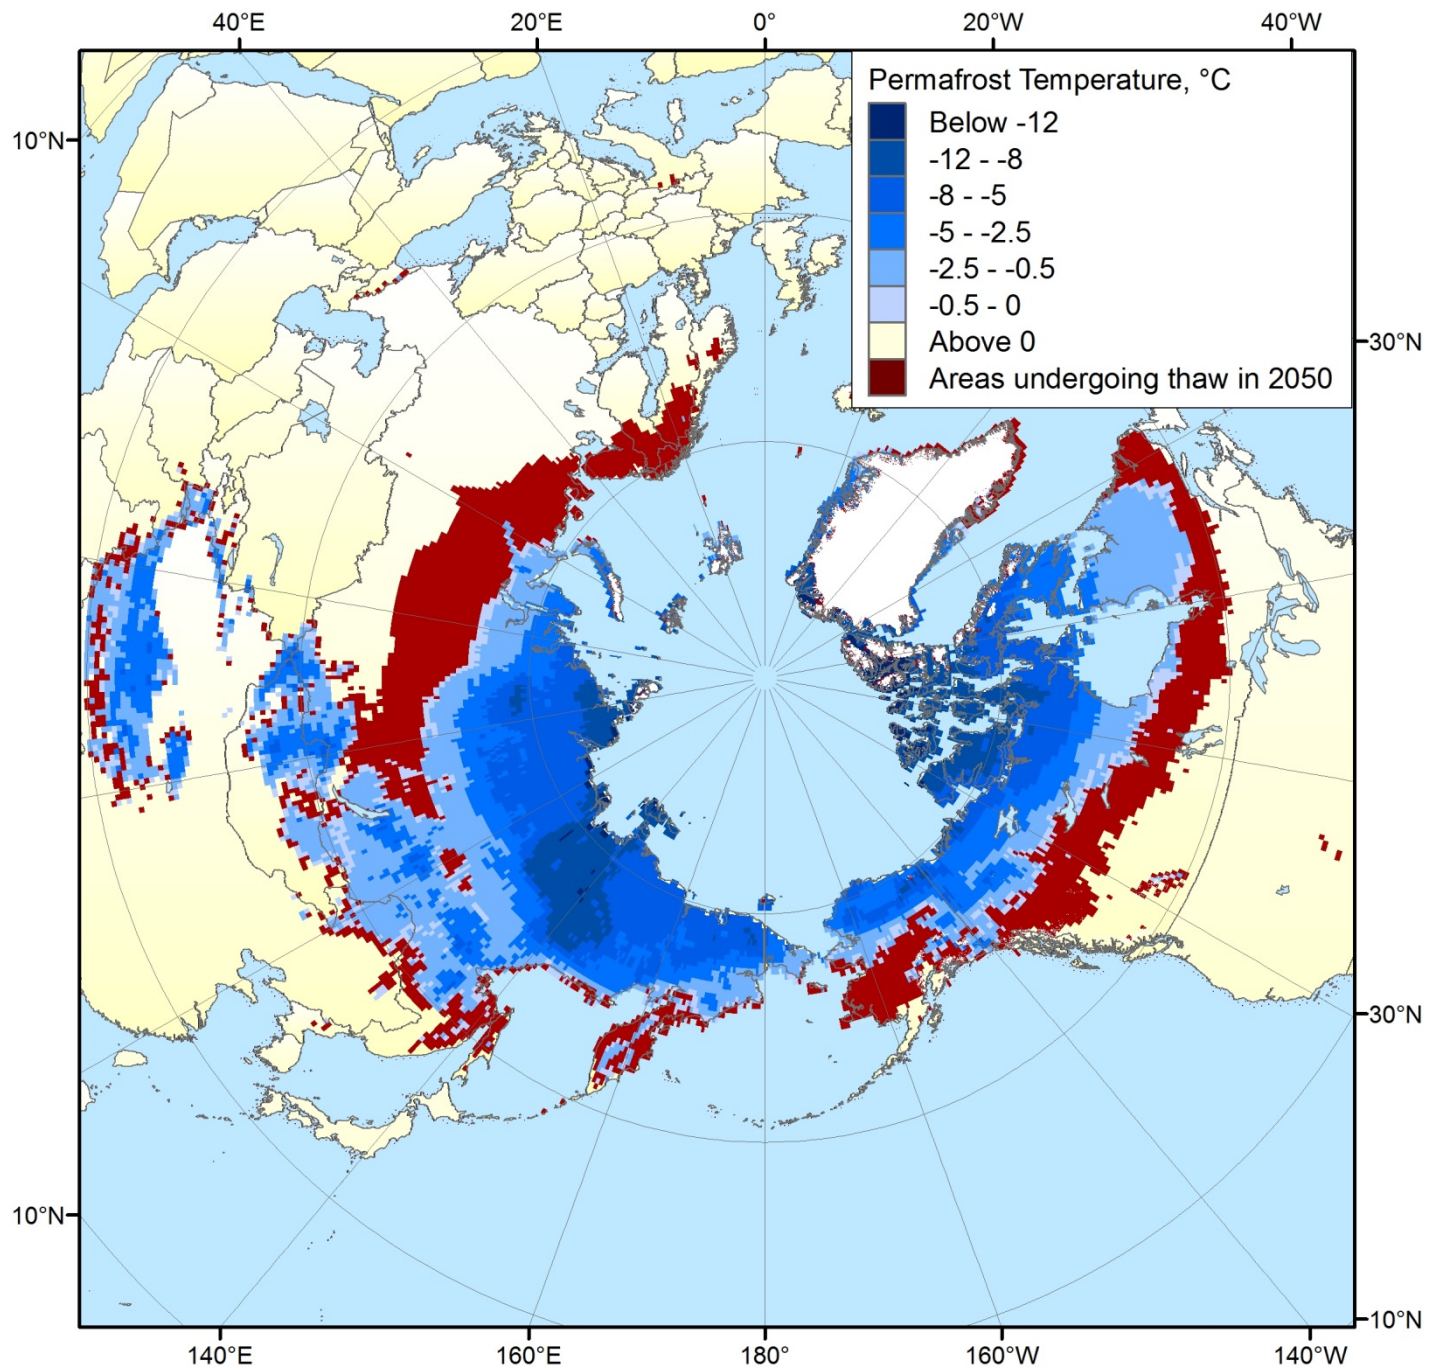 40°E 20°E 0° 20°W 40°W
Permafrost Temperature, °C
Below -12
-12 - -8
-8 - -5
-5 - -2.5
-2.5 - -0.5
-0.5 - 0
Above 0
Areas undergoing thaw in 2050
10°N
30°N
30°N
10°N
10°N
140°E 160°E 180° 160°W 140°W